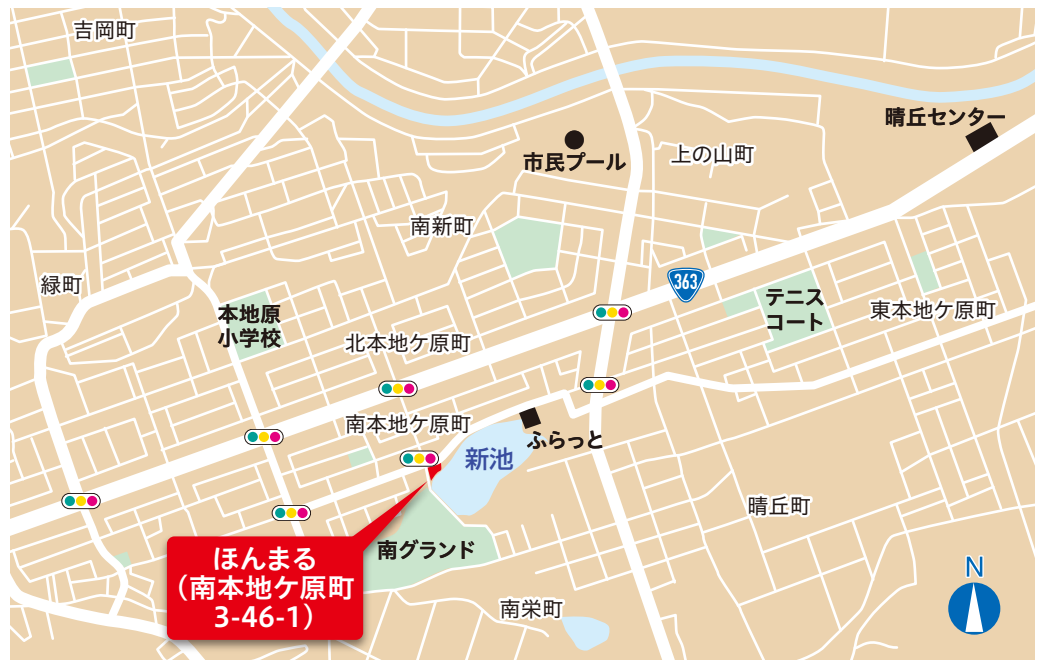 吉岡町
晴丘センター
市民プール
上の山町
南新町
緑町
363
テニス
コート
東本地ケ原町
本地原
小学校
北本地ケ原町
南本地ケ原町
ふらっと
新池
晴丘町
ほんまる
（南本地ケ原町
3-46-1）
南グランド
南栄町
N